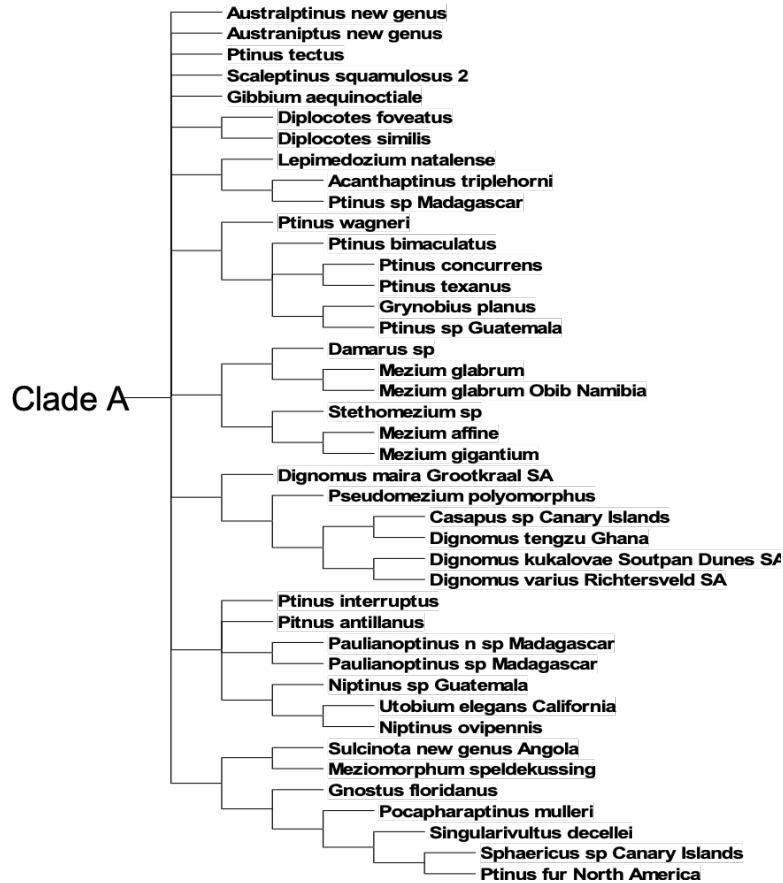 Australptinus new genus
Austraniptus new genus
Ptinus tectus
Scaleptinus squamulosus 2
Gibbium aequinoctiale
Diplocotes foveatus
Diplocotes similis
Lepimedozium natalense
Acanthaptinus triplehorni
Ptinus sp Madagascar
Ptinus wagneri
Ptinus bimaculatus
Ptinus concurrens
Ptinus texanus
Grynobius planus
Ptinus sp Guatemala
Damarus sp
Mezium glabrum
Mezium glabrum Obib Namibia
Clade A
Stethomezium sp
Mezium affine
Mezium gigantium
Dignomus maira Grootkraal SA
Pseudomezium polyomorphus
Casapus sp Canary Islands
Dignomus tengzu Ghana
Dignomus kukalovae Soutpan Dunes SA
Dignomus varius Richtersveld SA
Ptinus interruptus
Pitnus antillanus
Paulianoptinus n sp Madagascar
Paulianoptinus sp Madagascar
Niptinus sp Guatemala
Utobium elegans California
Niptinus ovipennis
Sulcinota new genus Angola
Meziomorphum speldekussing
Gnostus floridanus
Pocapharaptinus mulleri
Singularivultus decellei
Sphaericus sp Canary Islands
Ptinus fur North America